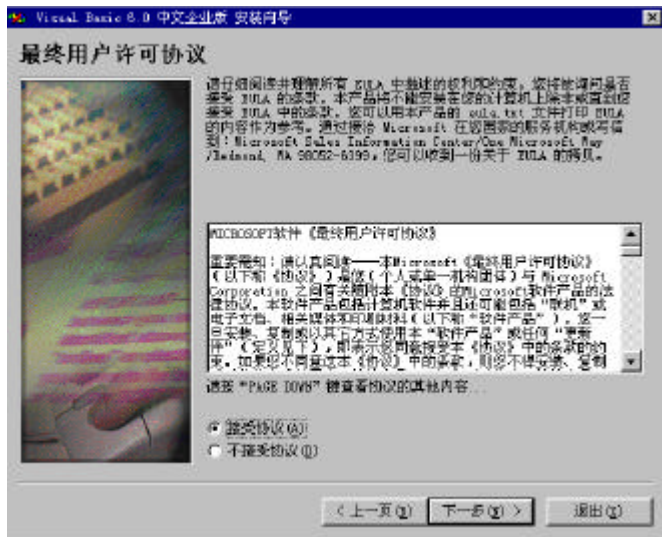 Visual Basic 6.0 中文企业版 安装向导
最终用户许可协议
请仔细阅读并理解所有 EULA 中描述的权利和约束。您将被询问是否
接受 EULA 的条款。本产品将不能安装在您的计算机上除非或直到您
接受 EULA 中的条款。您可以用本产品的 eula.txt 文件打印 EULA
的内容作为参考。通过接洽 Microsoft 在您国家的服务机构或写信
到：Microsoft Sales Information Center/One Microsoft Way
/Redmond, WA 98052-6399，您可以收到一份关于 EULA 的拷贝。
MICROSOFT软件《最终用户许可协议》
重要需知：请认真阅读——本Microsoft《最终用户许可协议》
（以下称《协议》）是您（个人或单一机构团体）与 Microsoft
Corporation 之间有关随附本《协议》的Microsoft软件产品的法
律协议。本软件产品包括计算机软件并且还可能包括“联机”或
电子文档、相关媒体和印刷材料（以下称“软件产品”）。您一
旦安装、复制或以其下方式使用本“软件产品”或任何“更新
件”（定义见下），即表示您同意接受本《协议》中的条款的约
束。如果您不同意这本《协议》中的条款，则您不得安装、复制
请按 “PAGE DOWN” 键查看协议的其他内容...
接受协议(A)
不接受协议(D)
< 上一页(B)
下一步(N) >
退出(X)